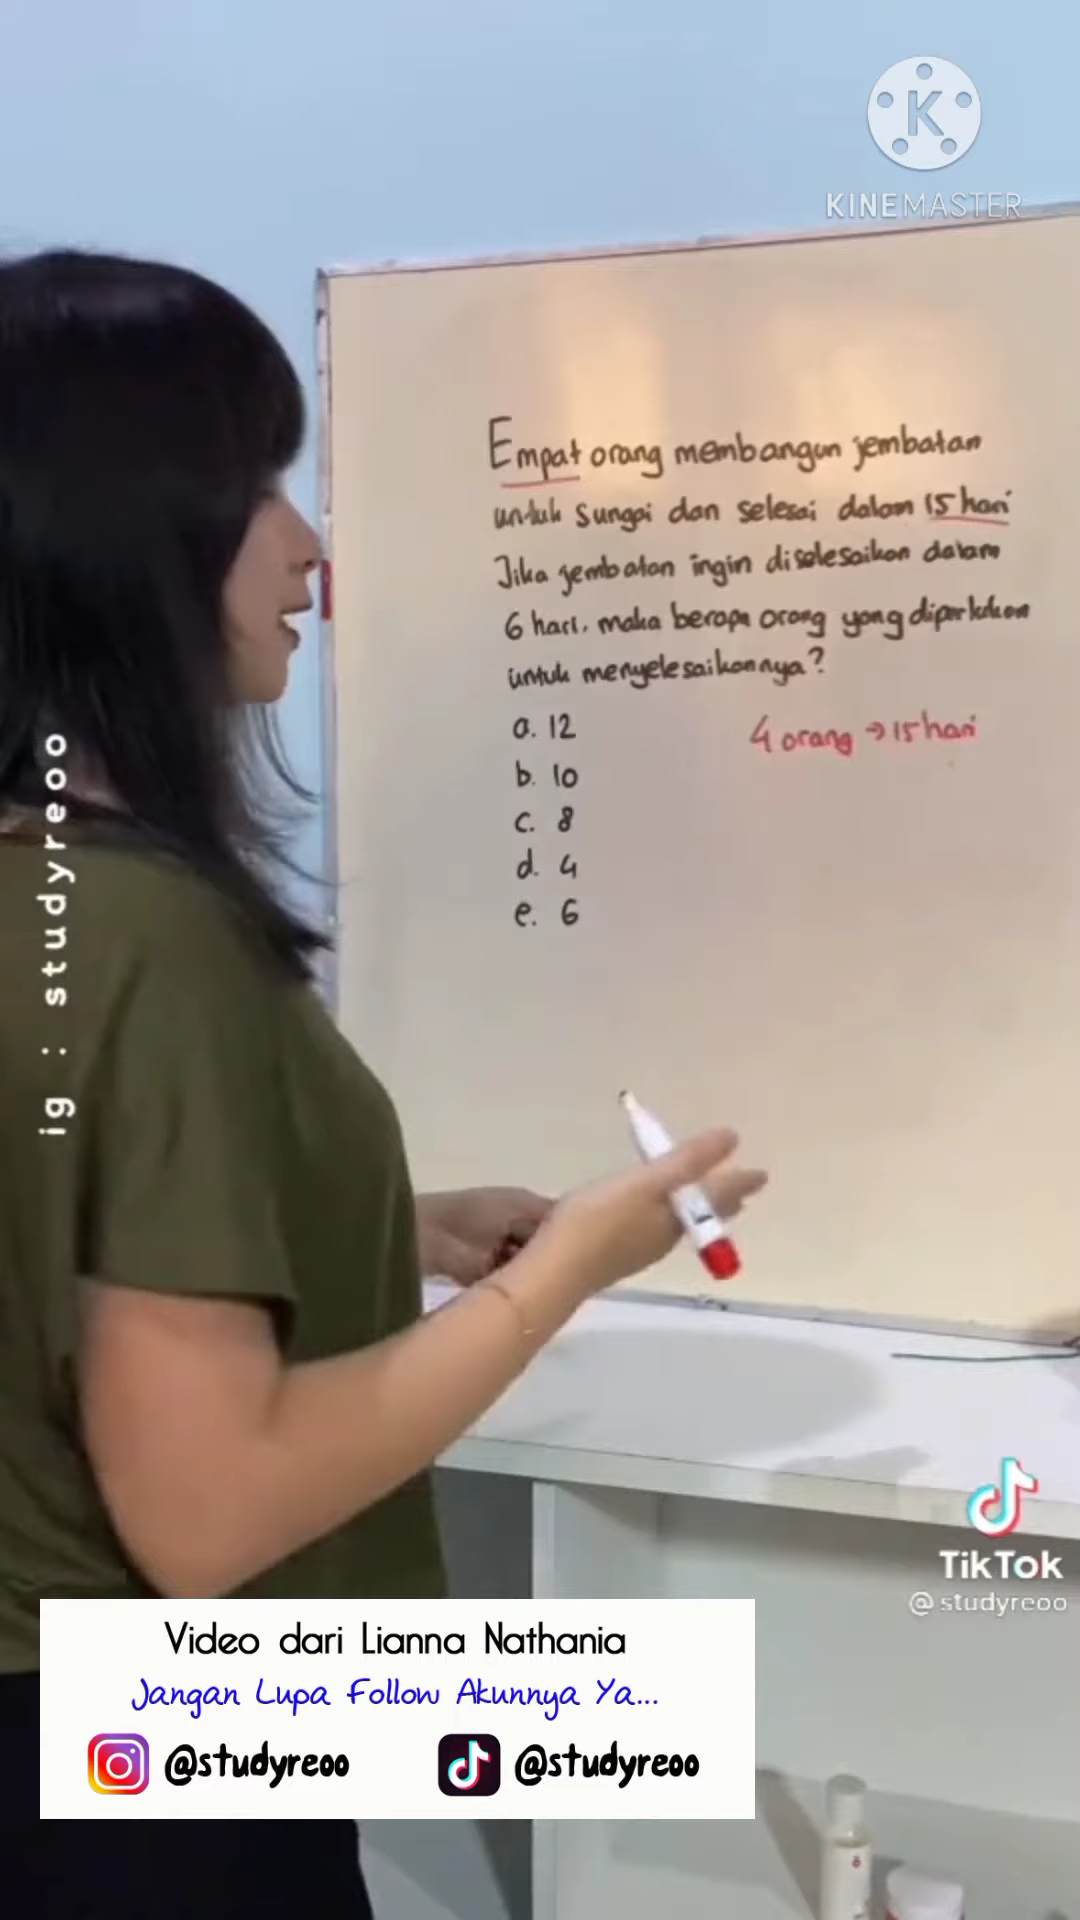 KINEMASTER
Empat orang membangun jembatan
untuk sungai dan selesai dalam 15 hari
Jika jembatan ingin diselesaikan dalam
6 hari, maka berapa orang yang diperlukan
untuk menyelesaikannya?
a. 12
4 orang → 15 hari
b. 10
c. 8
d. 4
e. 6
ig : studyreoo
TikTok
@studyreoo
Video dari Lianna Nathania
Jangan Lupa Follow Akunnya Ya...
@studyreoo @studyreoo